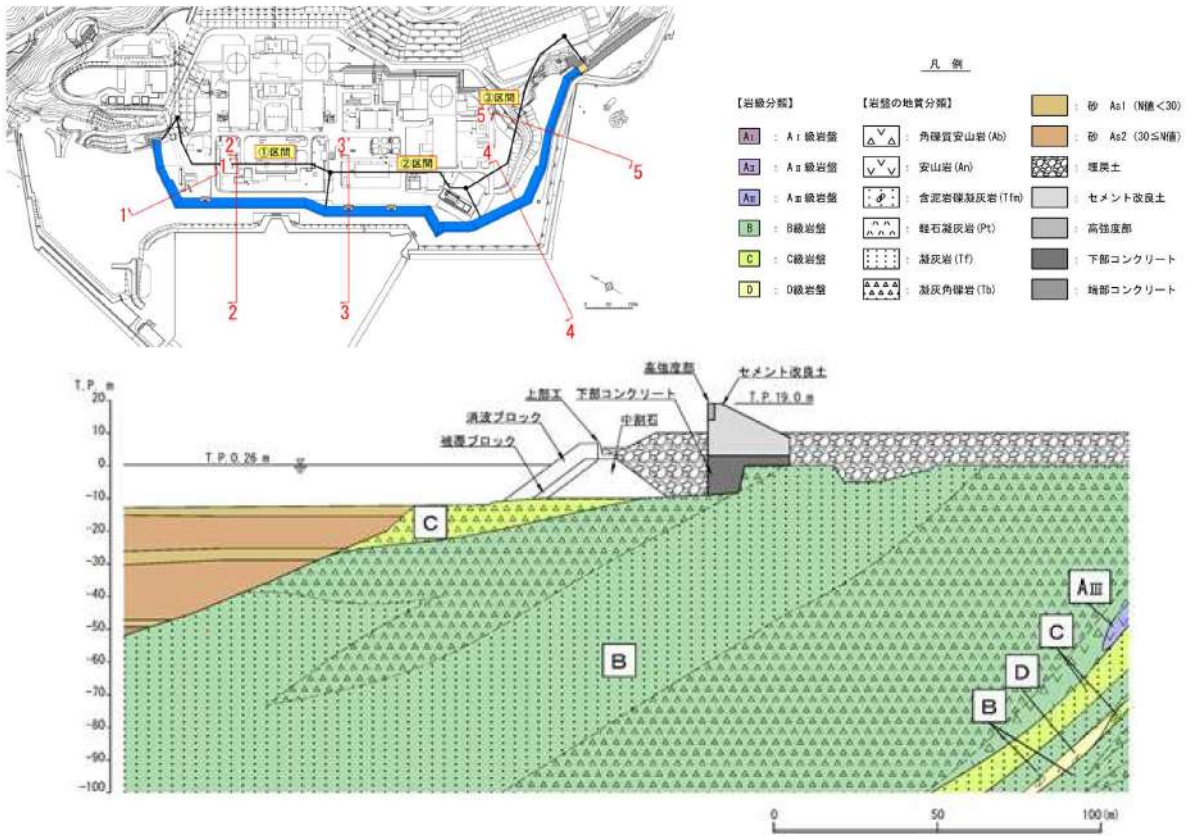 ③区間
5'
5
2'
3'
①区間
②区間
4'
1
1'
2
3
4
凡 例
【岩級分類】
AⅠ : AⅠ級岩盤
AⅡ : AⅡ級岩盤
AⅢ : AⅢ級岩盤
B : B級岩盤
C : C級岩盤
D : D級岩盤
【岩盤の地質分類】
: 角礫質安山岩(Ab)
: 安山岩(An)
: 含泥岩礫凝灰岩(Tfm)
: 軽石凝灰岩(Pt)
: 凝灰岩(Tf)
: 凝灰角礫岩(Tb)
: 砂 As1 (N値<30)
: 砂 As2 (30≦N値)
: 埋戻土
: セメント改良土
: 高強度部
: 下部コンクリート
: 端部コンクリート
T.P. m
20
10
0
-10
-20
-30
-40
-50
-60
-70
-80
-90
-100
T.P.0.26 m
高強度部
セメント改良土
上部工
下部コンクリート
T.P.19.0 m
消波ブロック
中割石
被覆ブロック
C
B
AⅢ
C
D
B
0
50
100(m)